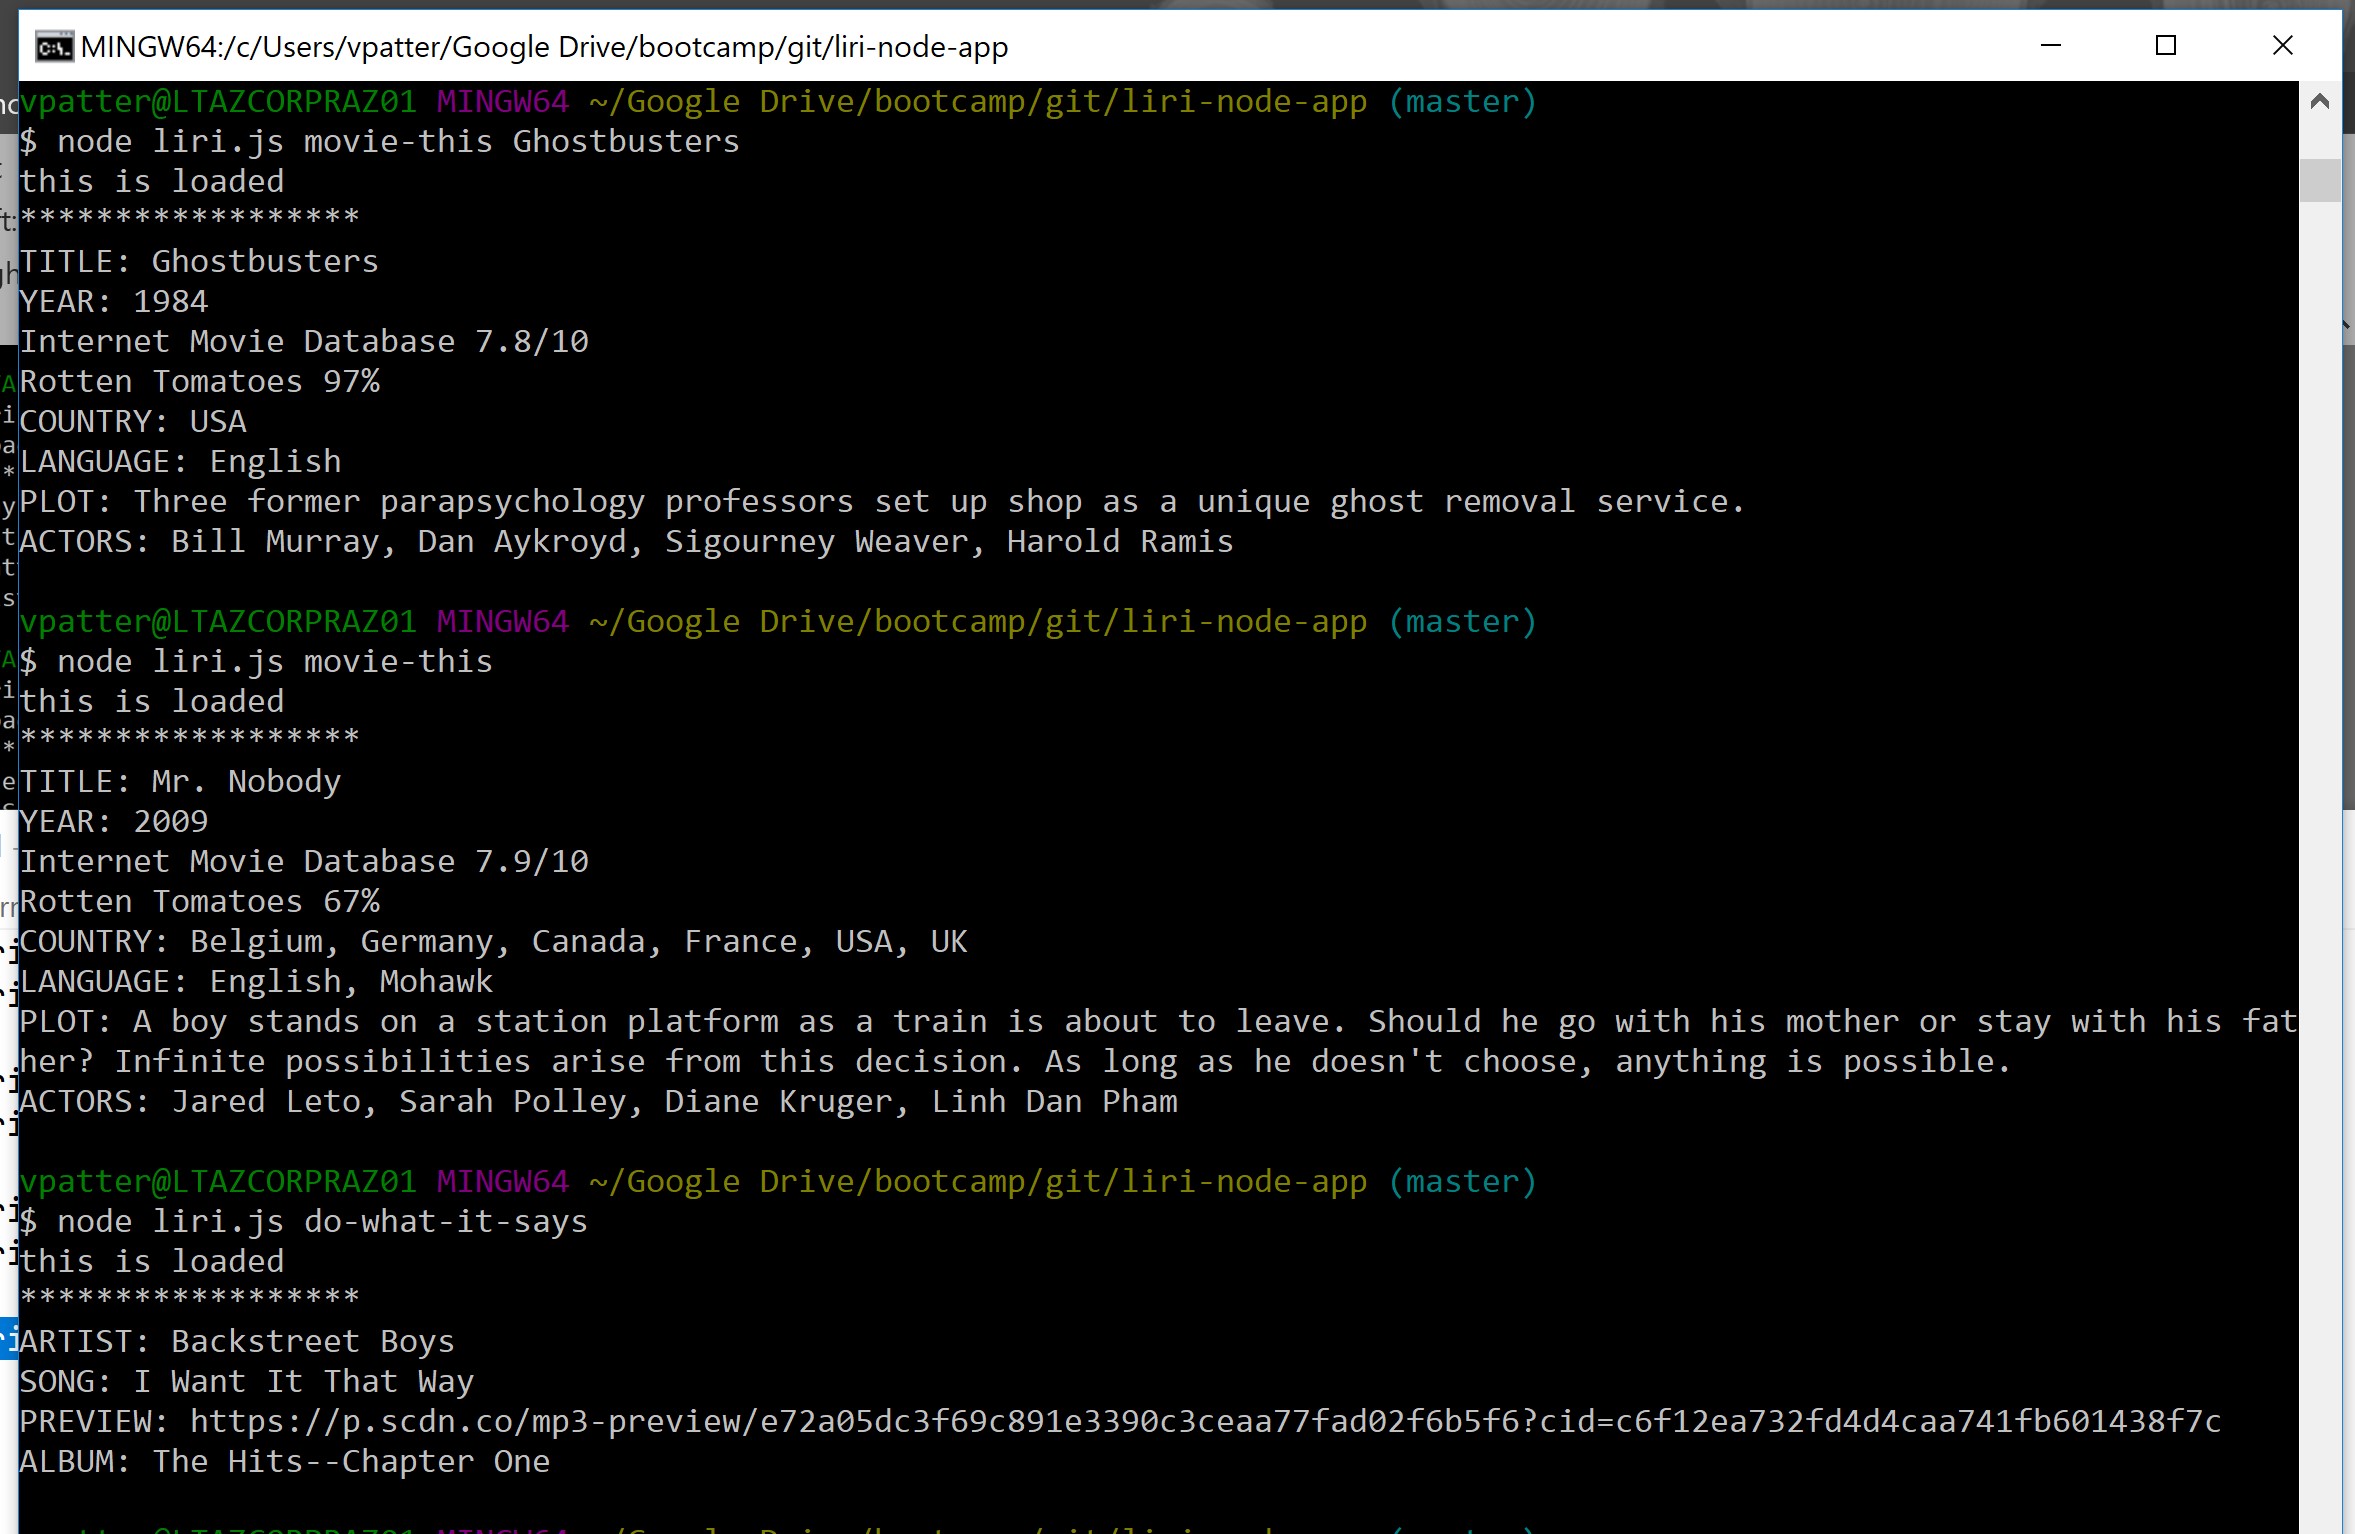 MINGW64:/c/Users/vpatter/Google Drive/bootcamp/git/liri-node-app
vpatter@LTAZCORPRAZ01 MINGW64 ~/Google Drive/bootcamp/git/liri-node-app (master)
$ node liri.js movie-this Ghostbusters
this is loaded
******************
TITLE: Ghostbusters
YEAR: 1984
Internet Movie Database 7.8/10
Rotten Tomatoes 97%
COUNTRY: USA
LANGUAGE: English
PLOT: Three former parapsychology professors set up shop as a unique ghost removal service.
ACTORS: Bill Murray, Dan Aykroyd, Sigourney Weaver, Harold Ramis
vpatter@LTAZCORPRAZ01 MINGW64 ~/Google Drive/bootcamp/git/liri-node-app (master)
$ node liri.js movie-this
this is loaded
******************
TITLE: Mr. Nobody
YEAR: 2009
Internet Movie Database 7.9/10
Rotten Tomatoes 67%
COUNTRY: Belgium, Germany, Canada, France, USA, UK
LANGUAGE: English, Mohawk
PLOT: A boy stands on a station platform as a train is about to leave. Should he go with his mother or stay with his fat
her? Infinite possibilities arise from this decision. As long as he doesn't choose, anything is possible.
ACTORS: Jared Leto, Sarah Polley, Diane Kruger, Linh Dan Pham
vpatter@LTAZCORPRAZ01 MINGW64 ~/Google Drive/bootcamp/git/liri-node-app (master)
$ node liri.js do-what-it-says
this is loaded
******************
ARTIST: Backstreet Boys
SONG: I Want It That Way
PREVIEW: https://p.scdn.co/mp3-preview/e72a05dc3f69c891e3390c3ceaa77fad02f6b5f6?cid=c6f12ea732fd4d4caa741fb601438f7c
ALBUM: The Hits--Chapter One